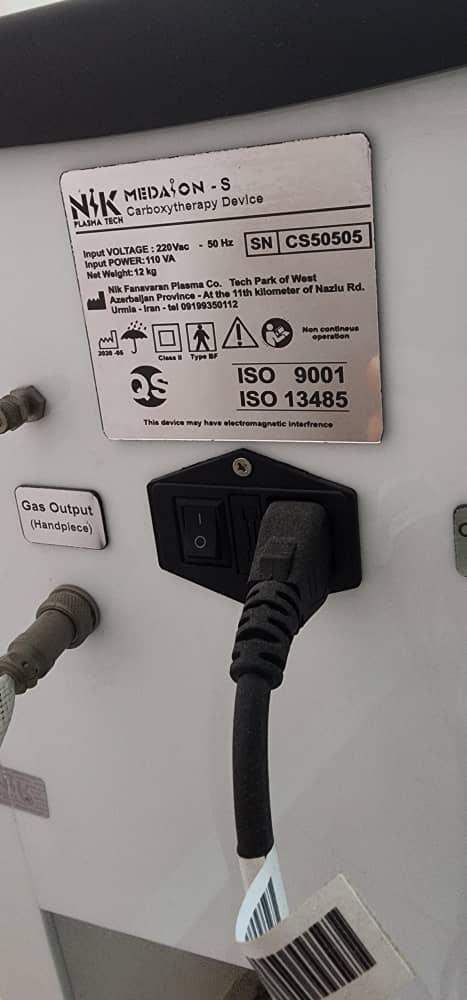 NIK MEDAION - S
PLASMA TECH Carboxytherapy Device
Input VOLTAGE : 220Vac - 50 Hz
SN CS50505
Input POWER: 110 VA
Net Weight: 12 kg
Nik Fanavaran Plasma Co. Tech Park of West
Azerbaijan Province - At the 11th kilometer of Nazlu Rd.
Urmia - Iran - tel 09199350112
2020 -05
Class II
Type BF
Non contineus
operation
QS
ISO 9001
ISO 13485
This device may have electromagnetic interfrence
Gas Output
(Handpiece)
I
O